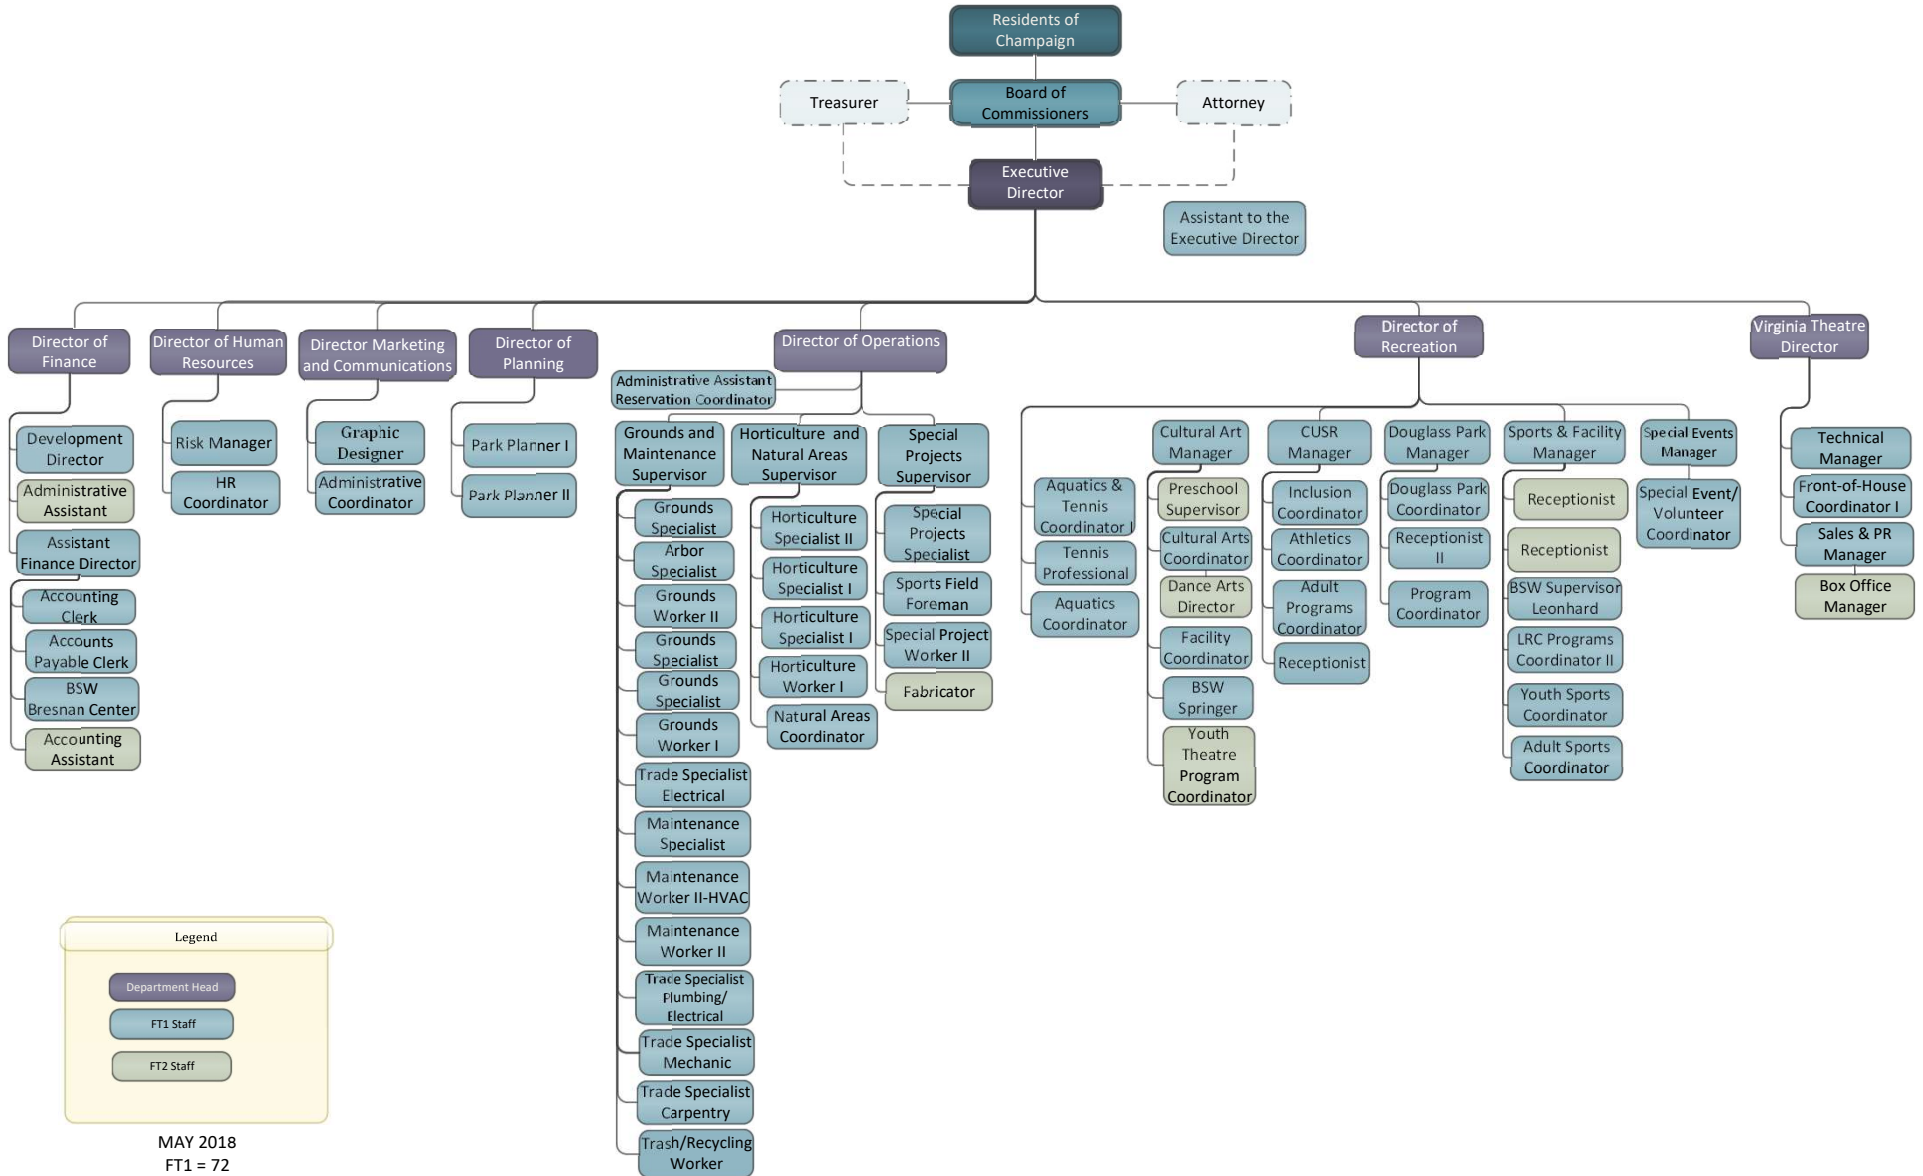 Residents of
Champaign
Treasurer
Board of
Commissioners
Attorney
Executive
Director
Assistant to the
Executive Director
Director of
Finance
Director of Human
Resources
Director Marketing
and Communications
Director of
Planning
Director of Operations
Director of
Recreation
Virginia Theatre
Director
Development
Director
Administrative
Assistant
Assistant
Finance Director
Accounting
Clerk
Accounts
Payable Clerk
BSW
Bresnan Center
Accounting
Assistant
Risk Manager
HR
Coordinator
Graphic
Designer
Administrative
Coordinator
Park Planner I
Park Planner II
Administrative Assistant
Reservation Coordinator
Grounds and
Maintenance
Supervisor
Grounds
Specialist
Arbor
Specialist
Grounds
Worker II
Grounds
Specialist
Grounds
Specialist
Grounds
Worker I
Trade Specialist
Electrical
Maintenance
Specialist
Maintenance
Worker II-HVAC
Maintenance
Worker II
Trade Specialist
Plumbing/
Electrical
Trade Specialist
Mechanic
Trade Specialist
Carpentry
Trash/Recycling
Worker
Horticulture and
Natural Areas
Supervisor
Horticulture
Specialist II
Horticulture
Specialist I
Horticulture
Specialist I
Horticulture
Worker I
Natural Areas
Coordinator
Special
Projects
Supervisor
Special
Projects
Specialist
Sports Field
Foreman
Special Project
Worker II
Fabricator
Aquatics &
Tennis
Coordinator I
Tennis
Professional
Aquatics
Coordinator
Cultural Art
Manager
Preschool
Supervisor
Cultural Arts
Coordinator
Dance Arts
Director
Facility
Coordinator
BSW
Springer
Youth
Theatre
Program
Coordinator
CUSR
Manager
Inclusion
Coordinator
Athletics
Coordinator
Adult
Programs
Coordinator
Receptionist
Douglass Park
Manager
Douglass Park
Coordinator
Receptionist
II
Program
Coordinator
Sports & Facility
Manager
Receptionist
Receptionist
BSW Supervisor
Leonhard
LRC Programs
Coordinator II
Youth Sports
Coordinator
Adult Sports
Coordinator
Special Events
Manager
Special Event/
Volunteer
Coordinator
Technical
Manager
Front-of-House
Coordinator I
Sales & PR
Manager
Box Office
Manager
Legend
Department Head
FT1 Staff
FT2 Staff
MAY 2018
FT1 = 72